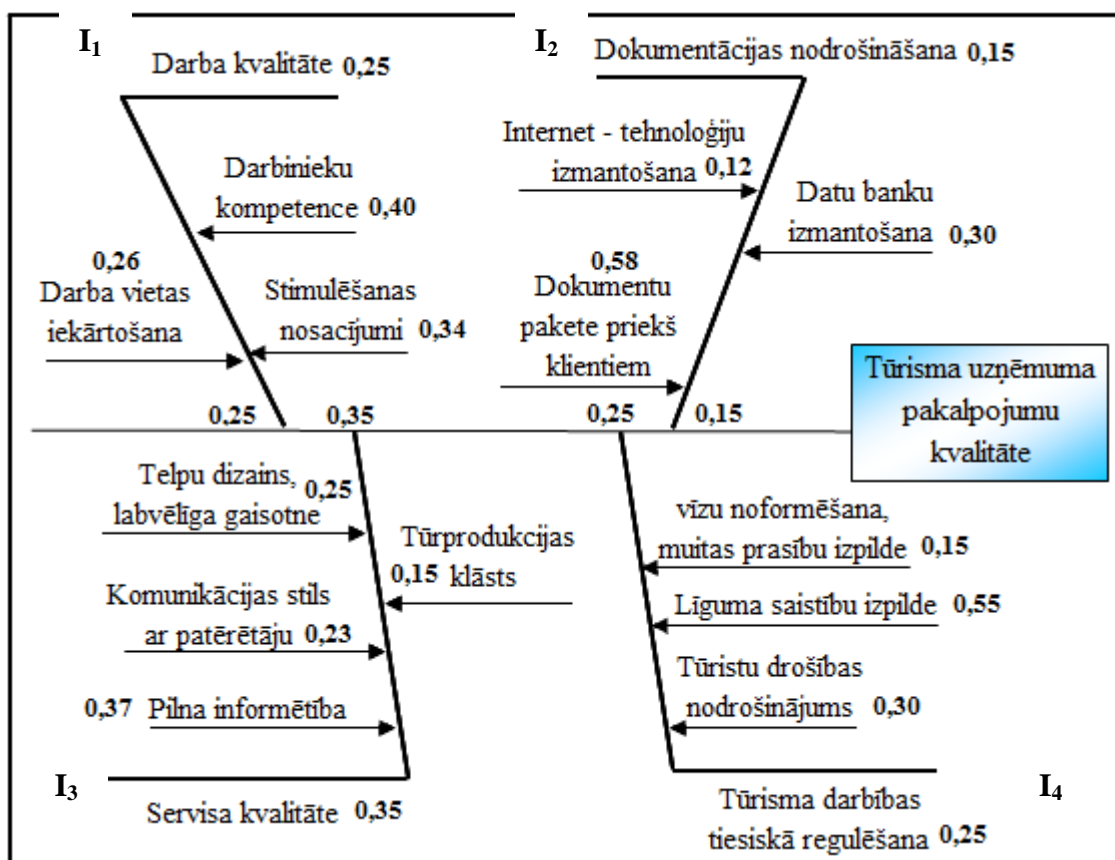 I1
Darba kvalitāte 0,25
Darbinieku
kompetence 0,40
0,26
Darba vietas
iekārtošana
Stimulēšanas
nosacījumi 0,34
0,25
I2
Dokumentācijas nodrošināšana 0,15
Internet - tehnoloģiju
izmantošana 0,12
Datu banku
izmantošana 0,30
0,58
Dokumentu
pakete priekš
klientiem
0,15
Tūrisma uzņēmuma
pakalpojumu
kvalitāte
0,35
Telpu dizains,
labvēlīga gaisotne 0,25
Tūrprodukcijas
0,15 klāsts
Komunikācijas stils
ar patērētāju 0,23
0,37 Pilna informētība
I3
Servisa kvalitāte 0,35
0,25
vīzu noformēšana,
muitas prasību izpilde 0,15
Līguma saistību izpilde 0,55
Tūristu drošības
nodrošinājums 0,30
I4
Tūrisma darbības
tiesiskā regulēšana 0,25